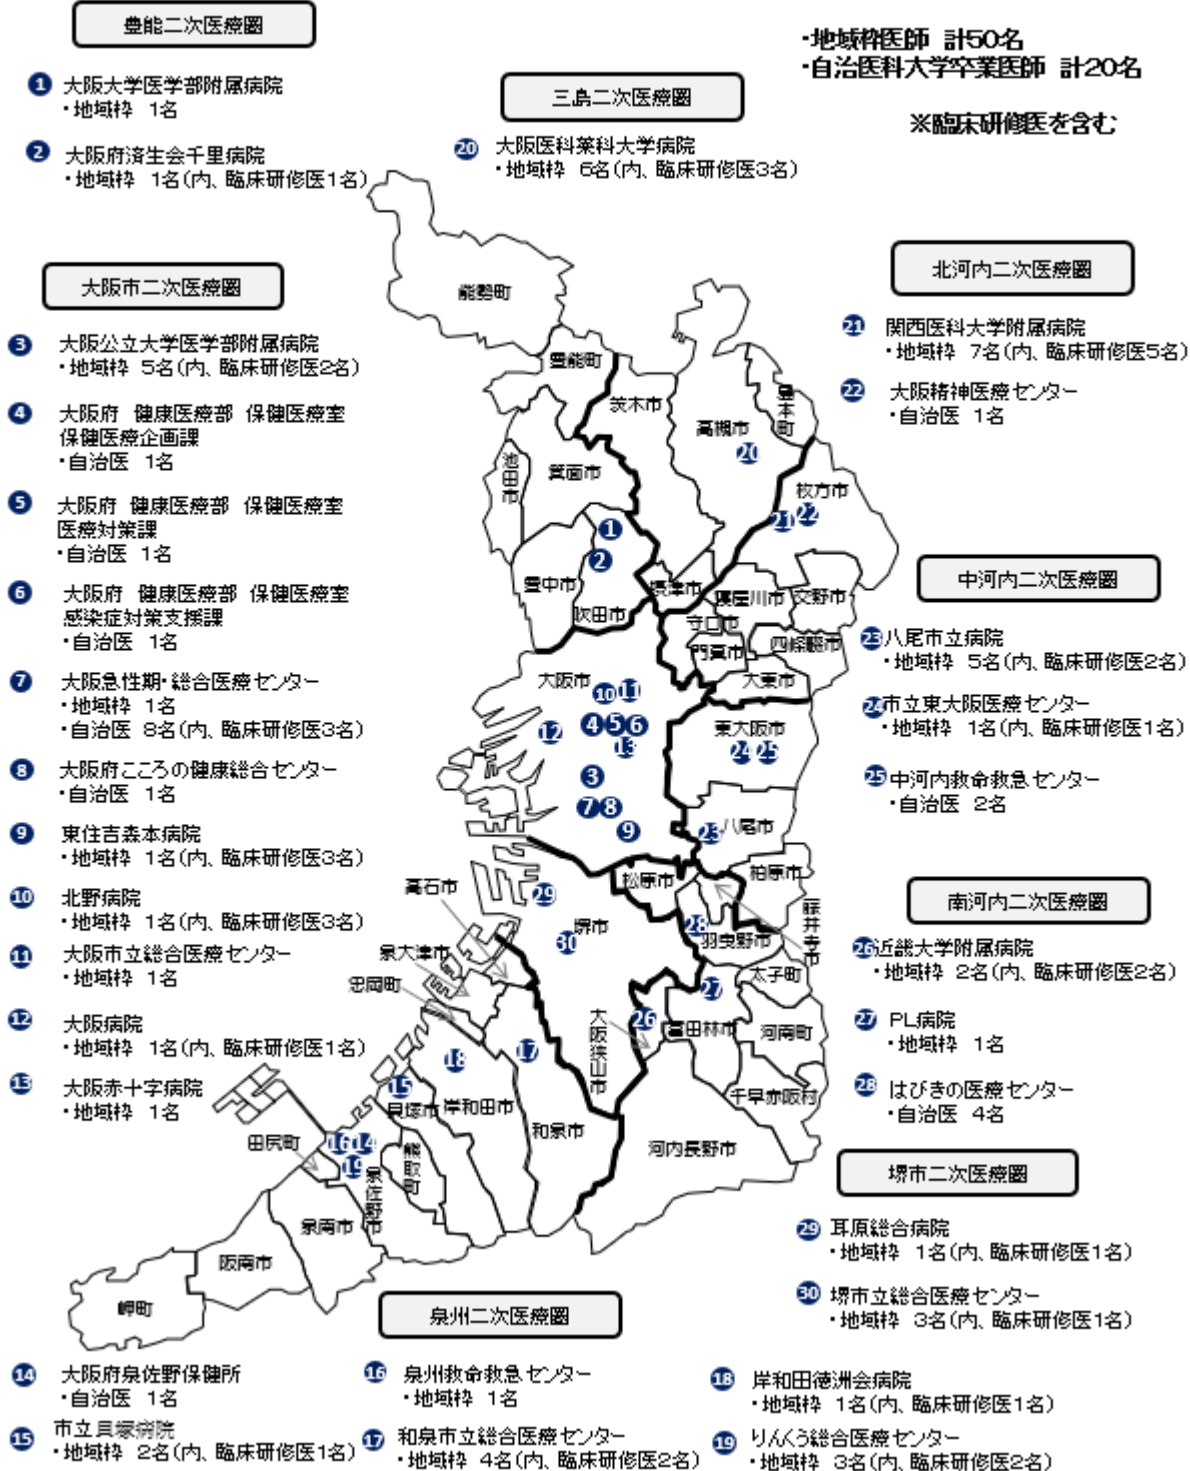 豊能二次医療圏
❶ 大阪大学医学部附属病院
・地域枠 1名
❷ 大阪府済生会千里病院
・地域枠 1名(内、臨床研修医1名)
三島二次医療圏
⑳ 大阪医科薬科大学病院
・地域枠 6名(内、臨床研修医3名)
・地域枠医師 計50名
・自治医科大学卒業医師 計20名
※臨床研修医を含む
大阪市二次医療圏
❸ 大阪公立大学医学部附属病院
・地域枠 5名(内、臨床研修医2名)
❹ 大阪府 健康医療部 保健医療室
保健医療企画課
・自治医 1名
❺ 大阪府 健康医療部 保健医療室
医療対策課
・自治医 1名
❻ 大阪府 健康医療部 保健医療室
感染症対策支援課
・自治医 1名
❼ 大阪急性期・総合医療センター
・地域枠 1名
・自治医 8名(内、臨床研修医3名)
❽ 大阪府こころの健康総合センター
・自治医 1名
❾ 東住吉森本病院
・地域枠 1名(内、臨床研修医3名)
❿ 北野病院
・地域枠 1名(内、臨床研修医3名)
⓫ 大阪市立総合医療センター
・地域枠 1名
⓬ 大阪病院
・地域枠 1名(内、臨床研修医1名)
⓭ 大阪赤十字病院
・地域枠 1名
北河内二次医療圏
㉑ 関西医科大学附属病院
・地域枠 7名(内、臨床研修医5名)
㉒ 大阪精神医療センター
・自治医 1名
中河内二次医療圏
㉓ 八尾市立病院
・地域枠 5名(内、臨床研修医2名)
㉔ 市立東大阪医療センター
・地域枠 1名(内、臨床研修医1名)
㉕ 中河内救命救急センター
・自治医 2名
南河内二次医療圏
㉖ 近畿大学附属病院
・地域枠 2名(内、臨床研修医2名)
㉗ PL病院
・地域枠 1名
㉘ はびきの医療センター
・自治医 4名
堺市二次医療圏
㉙ 耳原総合病院
・地域枠 1名(内、臨床研修医1名)
㉚ 堺市立総合医療センター
・地域枠 3名(内、臨床研修医1名)
能勢町
豊能町
茨木市
高槻市
⑳
島本町
池田市
箕面市
枚方市
㉑ ㉒
❶
❷
豊中市
吹田市
摂津市
寝屋川市
交野市
守口市
門真市
四條畷市
大東市
大阪市
❿ ⓫
⓬ ❹ ❺ ❻
⓭
❸
❼ ❽
❾
東大阪市
㉔ ㉕
㉓ 八尾市
松原市
柏原市
藤井寺市
高石市
㉙
堺市
㉚
㉘
羽曳野市
泉大津市
忠岡町
太子町
㉗
大阪狭山市
㉖
富田林市
河南町
千早赤阪村
⓲
⓱
⓯
貝塚市
岸和田市
和泉市
河内長野市
田尻町
⓰ ⓮
⓳
泉佐野市
熊取町
泉南市
阪南市
岬町
泉州二次医療圏
⓮ 大阪府泉佐野保健所
・自治医 1名
⓯ 市立貝塚病院
・地域枠 2名(内、臨床研修医1名)
⓰ 泉州救命救急センター
・地域枠 1名
⓱ 和泉市立総合医療センター
・地域枠 4名(内、臨床研修医2名)
⓲ 岸和田徳洲会病院
・地域枠 1名(内、臨床研修医1名)
⓳ りんくう総合医療センター
・地域枠 3名(内、臨床研修医2名)